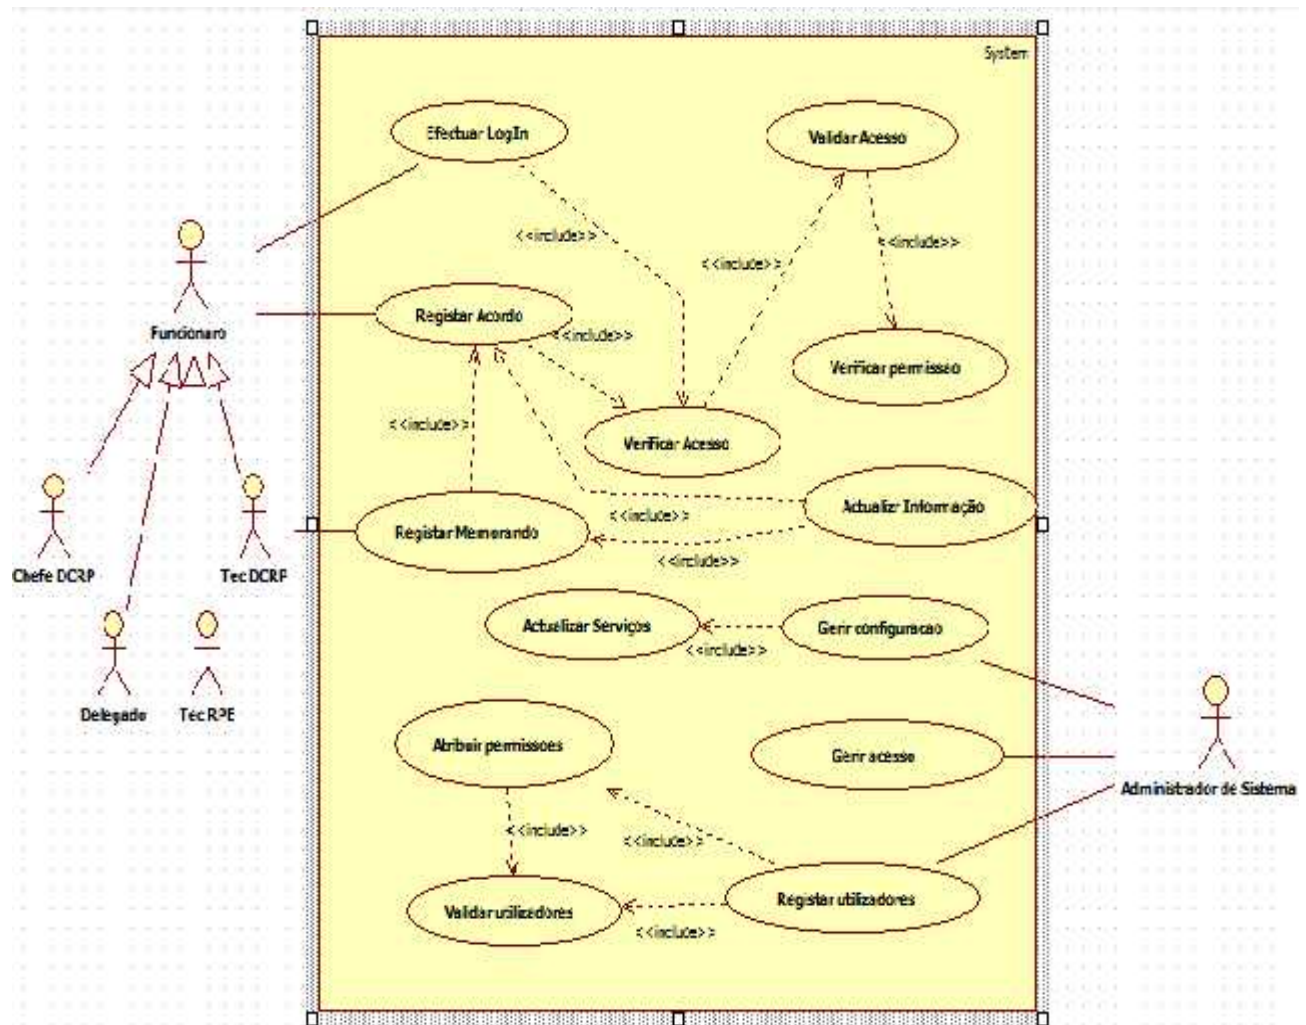 System
Efectuar LogIn
Validar Acesso
<<include>>
<<include>>
<<include>>
Registar Acordo
<<include>>
Funcionaro
Verificar permissao
<<include>>
Verificar Acesso
Registar Memorando
<<include>>
Actualizr Informação
<<include>>
Chefe DCRP
Tec DCRP
Actualizar Serviços
Gerir configuracao
<<include>>
Delegado
Tec RPE
Atribuir permissoes
Gerir acesso
Administrador de Sistema
<<include>>
<<include>>
Validar utilizadores
Registar utilizadores
<<include>>